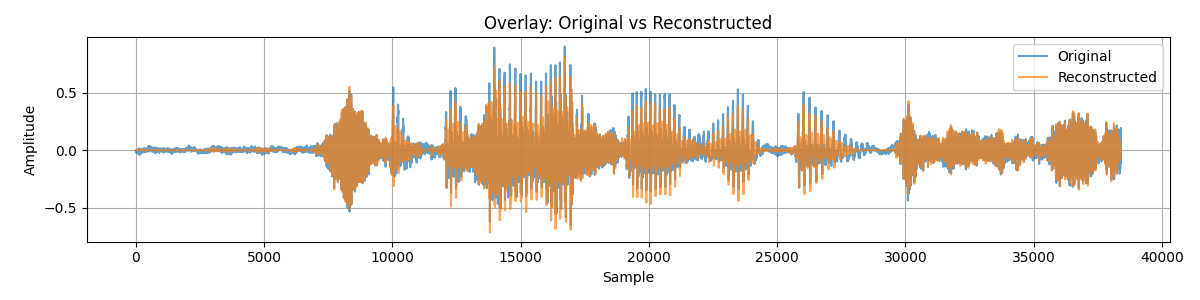 Overlay: Original vs Reconstructed
Original
Reconstructed
0.5
0.0
−0.5
Amplitude
0 5000 10000 15000 20000 25000 30000 35000 40000
Sample